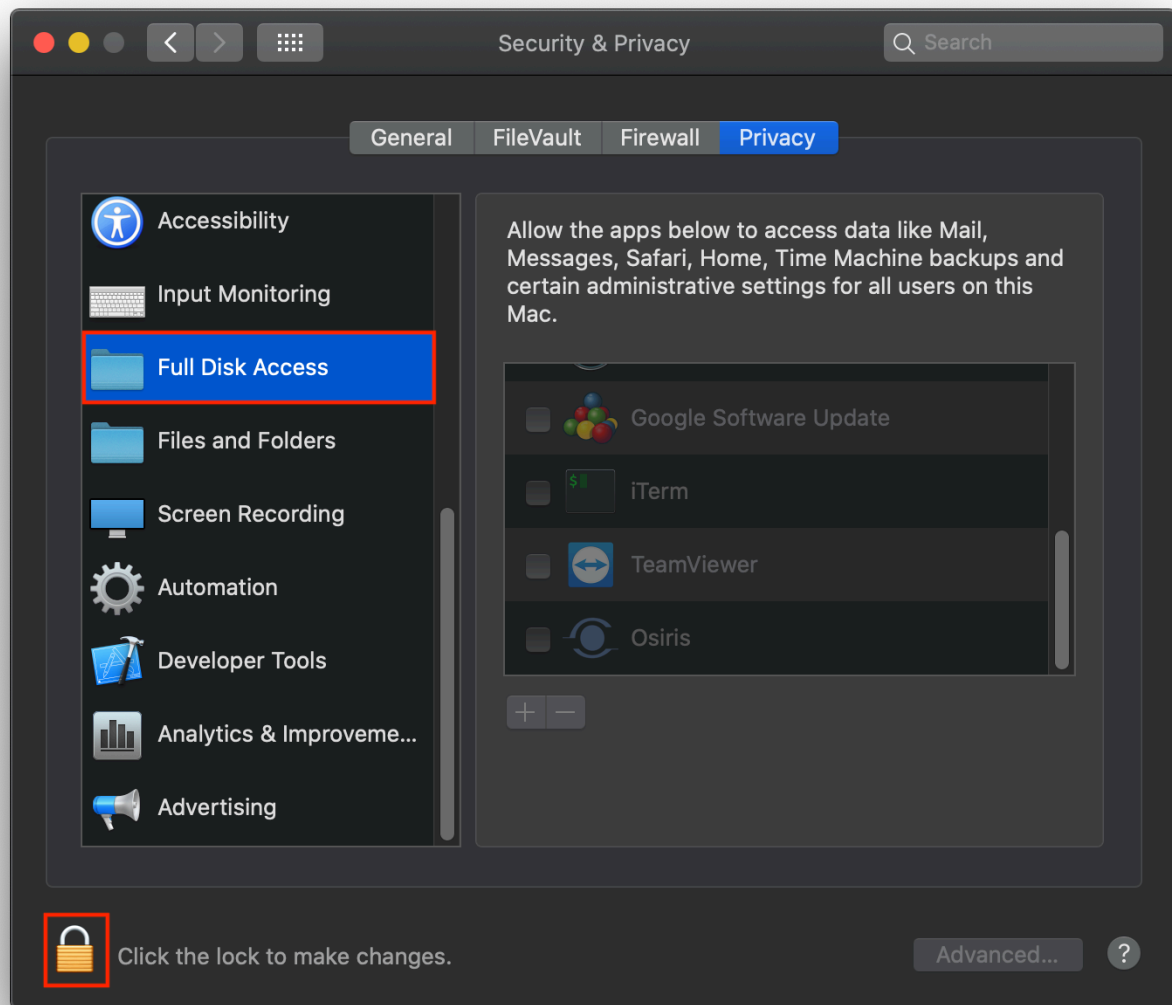 Security & Privacy
Search
General
FileVault
Firewall
Privacy
Accessibility
Input Monitoring
Full Disk Access
Files and Folders
Screen Recording
Automation
Developer Tools
Analytics & Improveme...
Advertising
Allow the apps below to access data like Mail,
Messages, Safari, Home, Time Machine backups and
certain administrative settings for all users on this
Mac.
Google Software Update
$
iTerm
TeamViewer
Osiris
Click the lock to make changes.
Advanced...
?